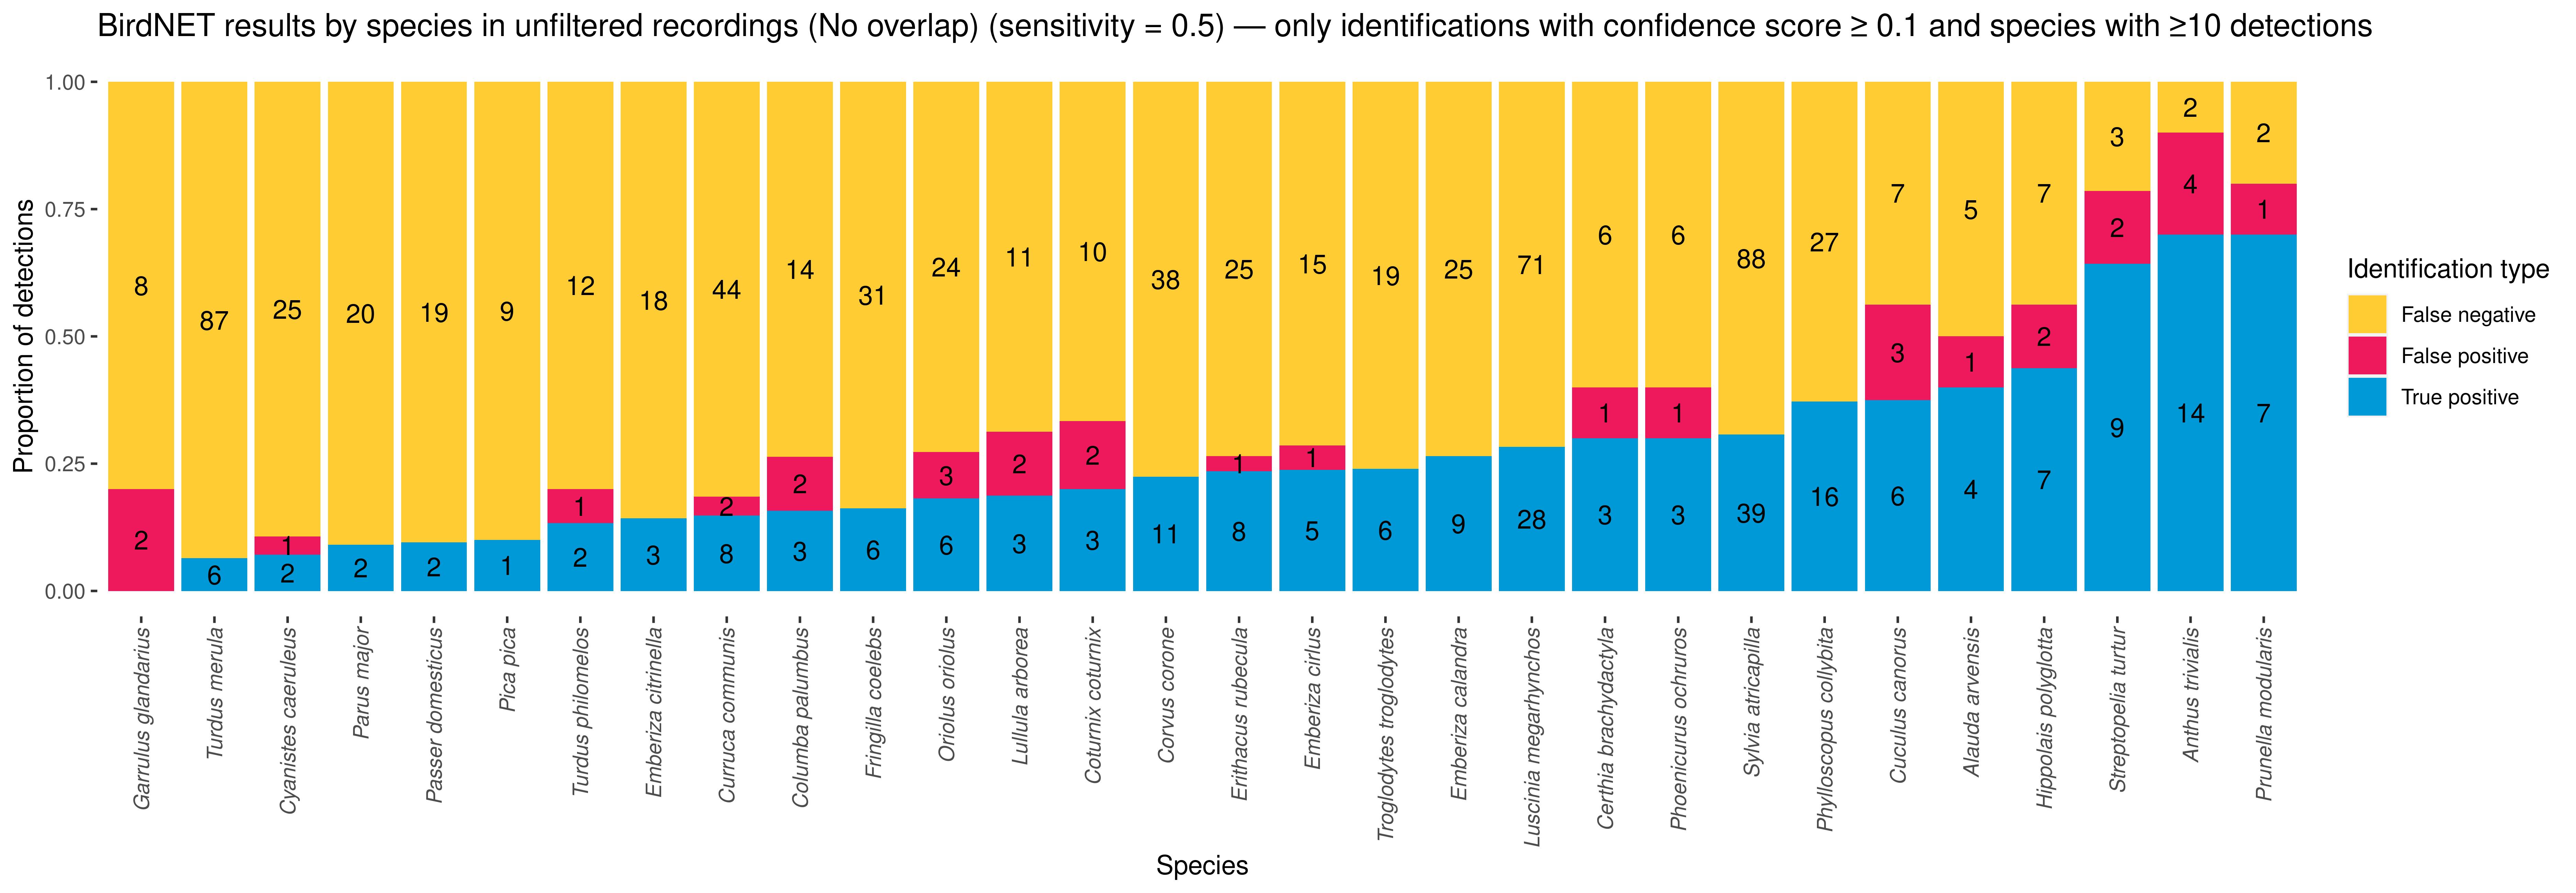 BirdNET results by species in unfiltered recordings (No overlap) (sensitivity = 0.5) — only identifications with confidence score ≥ 0.1 and species with ≥10 detections
Proportion of detections
1.00
0.75
0.50
0.25
0.00
8
2
87
6
25
1
2
20
2
19
2
9
1
12
1
2
18
3
44
2
8
14
2
3
31
6
24
3
6
11
2
3
10
2
3
38
11
25
1
8
15
1
5
19
6
25
9
71
28
6
1
3
6
1
3
88
39
27
16
7
3
6
5
1
4
7
2
7
3
2
9
2
4
14
2
1
7
Garrulus glandarius
Turdus merula
Cyanistes caeruleus
Parus major
Passer domesticus
Pica pica
Turdus philomelos
Emberiza citrinella
Curruca communis
Columba palumbus
Fringilla coelebs
Oriolus oriolus
Lullula arborea
Coturnix coturnix
Corvus corone
Erithacus rubecula
Emberiza cirlus
Troglodytes troglodytes
Emberiza calandra
Luscinia megarhynchos
Certhia brachydactyla
Phoenicurus ochruros
Sylvia atricapilla
Phylloscopus collybita
Cuculus canorus
Alauda arvensis
Hippolais polyglotta
Streptopelia turtur
Anthus trivialis
Prunella modularis
Species
Identification type
False negative
False positive
True positive